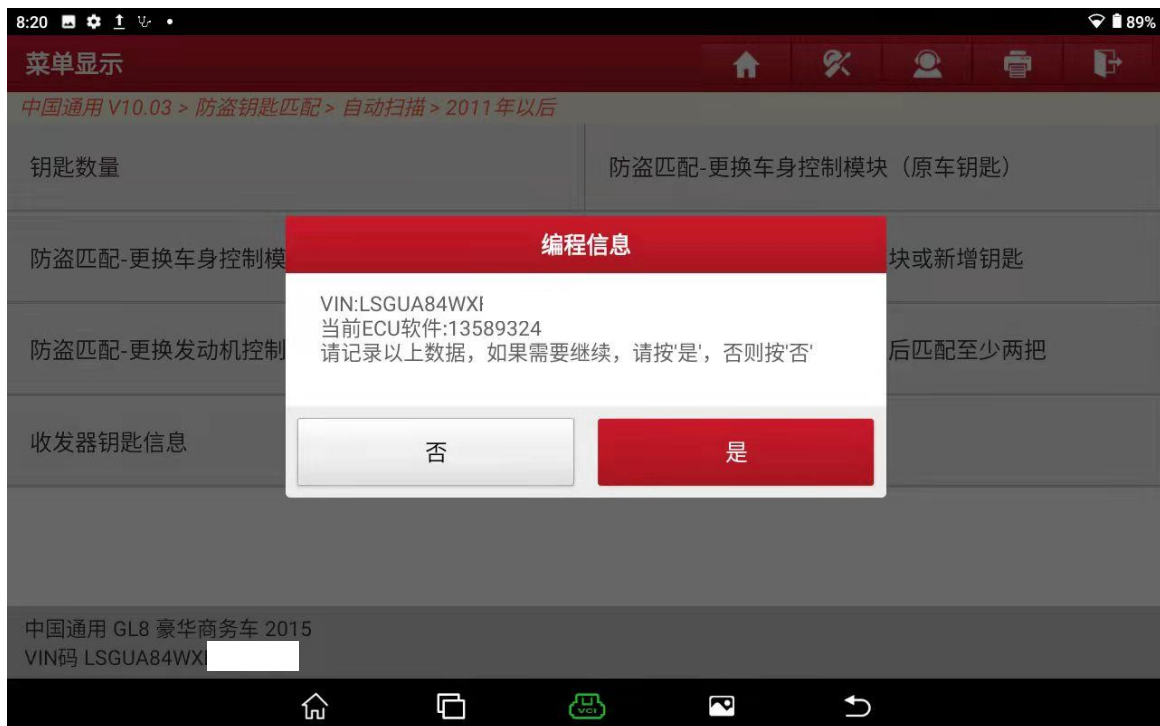 8:20
89%
菜单显示
中国通用 V10.03 > 防盗钥匙匹配 > 自动扫描 > 2011年以后
钥匙数量
防盗匹配-更换车身控制模块（原车钥匙）
防盗匹配-更换车身控制模
块或新增钥匙
编程信息
VIN:LSGUA84WX
当前ECU软件:13589324
请记录以上数据，如果需要继续，请按'是'，否则按'否'
防盗匹配-更换发动机控制
后匹配至少两把
收发器钥匙信息
否
是
中国通用 GL8 豪华商务车 2015
VIN码 LSGUA84WX
VCI